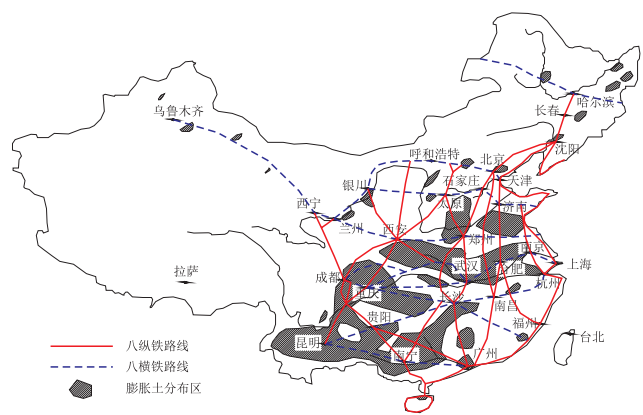 哈尔滨
乌鲁木齐
长春
沈阳
呼和浩特
北京
银川
石家庄
天津
西宁
太原
济南
兰州
西安
郑州
南京
拉萨
成都
武汉
合肥
上海
重庆
杭州
长沙
南昌
贵阳
福州
昆明
台北
南宁
广州
八纵铁路线
八横铁路线
膨胀土分布区